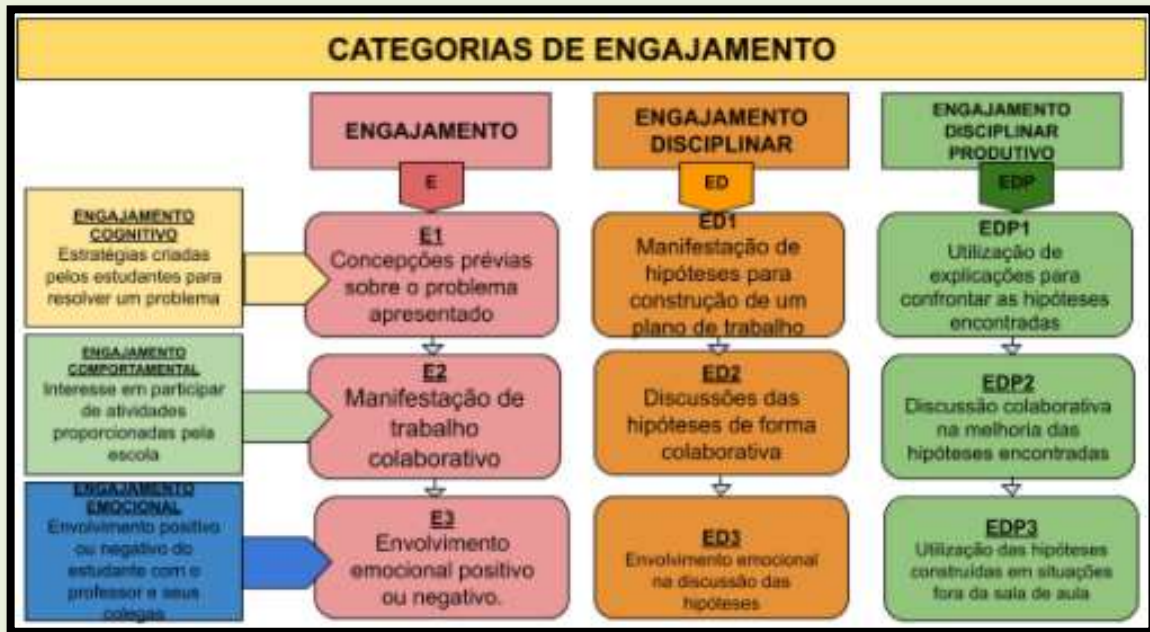 CATEGORIAS DE ENGAJAMENTO
ENGAJAMENTO
E
ENGAJAMENTO
DISCIPLINAR
ED
ENGAJAMENTO
DISCIPLINAR
PRODUTIVO
EDP
ENGAJAMENTO
COGNITIVO
Estratégias criadas
pelos estudantes para
resolver um problema
E1
Concepções prévias
sobre o problema
apresentado
ED1
Manifestação de
hipóteses para
construção de um
plano de trabalho
EDP1
Utilização de
explicações para
confrontar as hipóteses
encontradas
ENGAJAMENTO
COMPORTAMENTAL
Interesse em participar
de atividades
proporcionadas pela
escola
E2
Manifestação de
trabalho
colaborativo
ED2
Discussões das
hipóteses de forma
colaborativa
EDP2
Discussão colaborativa
na melhoria das
hipóteses encontradas
ENGAJAMENTO
EMOCIONAL
Envolvimento positivo
ou negativo do
estudante com o
professor e seus
colegas
E3
Envolvimento
emocional positivo
ou negativo.
ED3
Envolvimento emocional
na discussão das
hipóteses
EDP3
Utilização das hipóteses
construídas em situações
fora da sala de aula